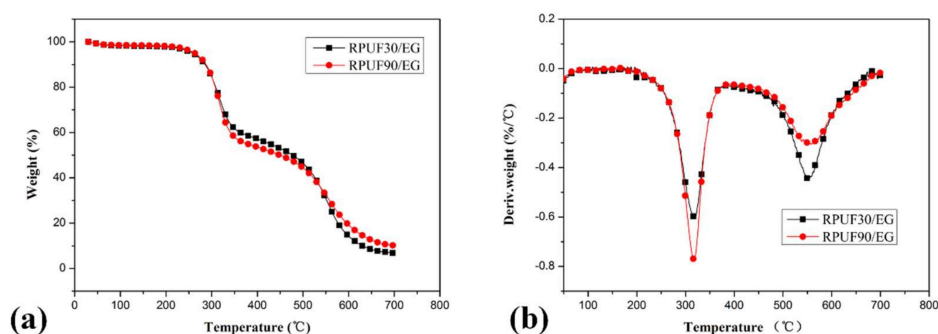 100
80
60
40
20
0
Weight (%)
RPUF30/EG
RPUF90/EG
0 100 200 300 400 500 600 700 800
Temperature (℃)
(a)
0.2
0.0
-0.2
-0.4
-0.6
-0.8
Deriv.weight (%/℃)
RPUF30/EG
RPUF90/EG
100 200 300 400 500 600 700 800
Temperature （℃）
(b)